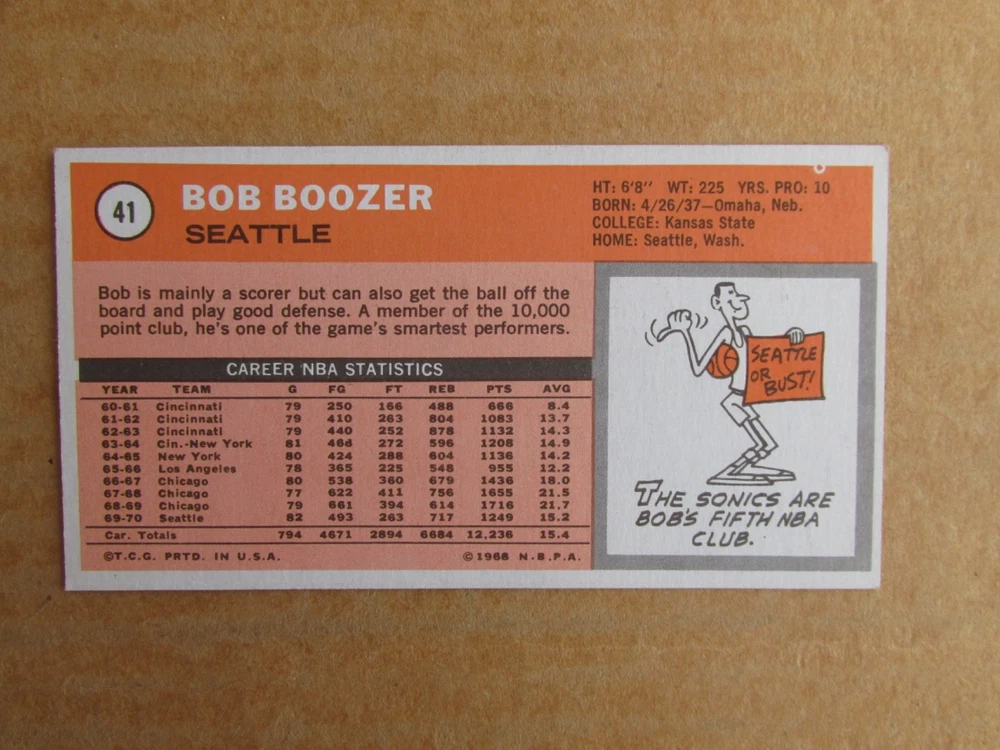 41
BOB BOOZER
SEATTLE
HT: 6'8" WT: 225 YRS. PRO: 10
BORN: 4/26/37—Omaha, Neb.
COLLEGE: Kansas State
HOME: Seattle, Wash.
Bob is mainly a scorer but can also get the ball off the
board and play good defense. A member of the 10,000
point club, he's one of the game's smartest performers.
CAREER NBA STATISTICS
YEAR TEAM G FG FT REB PTS AVG
60-61 Cincinnati 79 250 166 488 666 8.4
61-62 Cincinnati 79 410 263 804 1083 13.7
62-63 Cincinnati 79 440 252 878 1132 14.3
63-64 Cin.-New York 81 468 272 596 1208 14.9
64-65 New York 80 424 288 604 1136 14.2
65-66 Los Angeles 78 365 225 548 955 12.2
66-67 Chicago 80 538 360 679 1436 18.0
67-68 Chicago 77 622 411 756 1655 21.5
68-69 Chicago 79 661 394 614 1716 21.7
69-70 Seattle 82 493 263 717 1249 15.2
Car. Totals 794 4671 2894 6684 12,236 15.4
©T.C.G. PRTD. IN U.S.A. ©1968 N.B.P.A.
SEATTLE
OR
BUST!
THE SONICS ARE
BOB'S FIFTH NBA
CLUB.